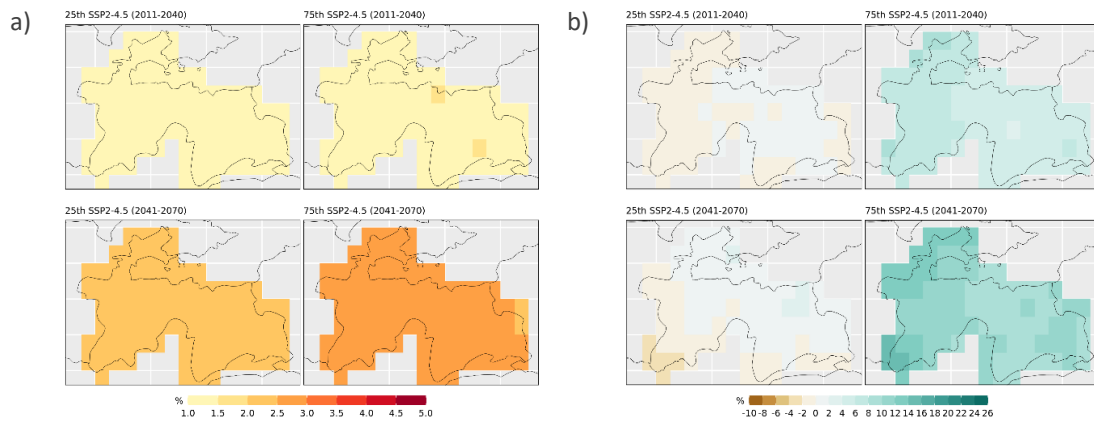 a)
25th SSP2-4.5 (2011-2040)
75th SSP2-4.5 (2011-2040)
25th SSP2-4.5 (2041-2070)
75th SSP2-4.5 (2041-2070)
%
1.0 1.5 2.0 2.5 3.0 3.5 4.0 4.5 5.0
b)
25th SSP2-4.5 (2011-2040)
75th SSP2-4.5 (2011-2040)
25th SSP2-4.5 (2041-2070)
75th SSP2-4.5 (2041-2070)
%
-10 -8 -6 -4 -2 0 2 4 6 8 10 12 14 16 18 20 22 24 26